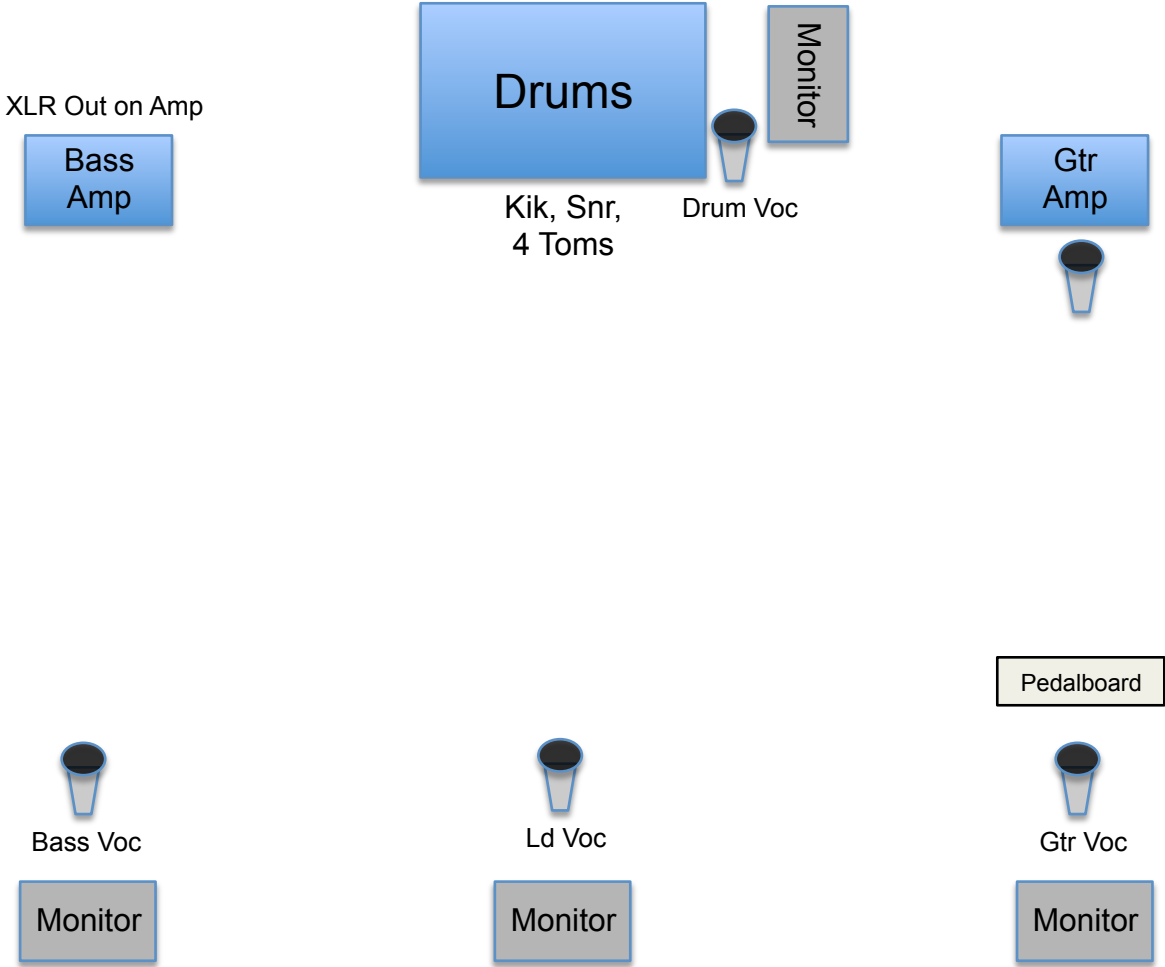 Drums
Monitor
XLR Out on Amp
Bass
Amp
Gtr
Amp
Kik, Snr,
4 Toms
Drum Voc
Pedalboard
Bass Voc
Ld Voc
Gtr Voc
Monitor
Monitor
Monitor